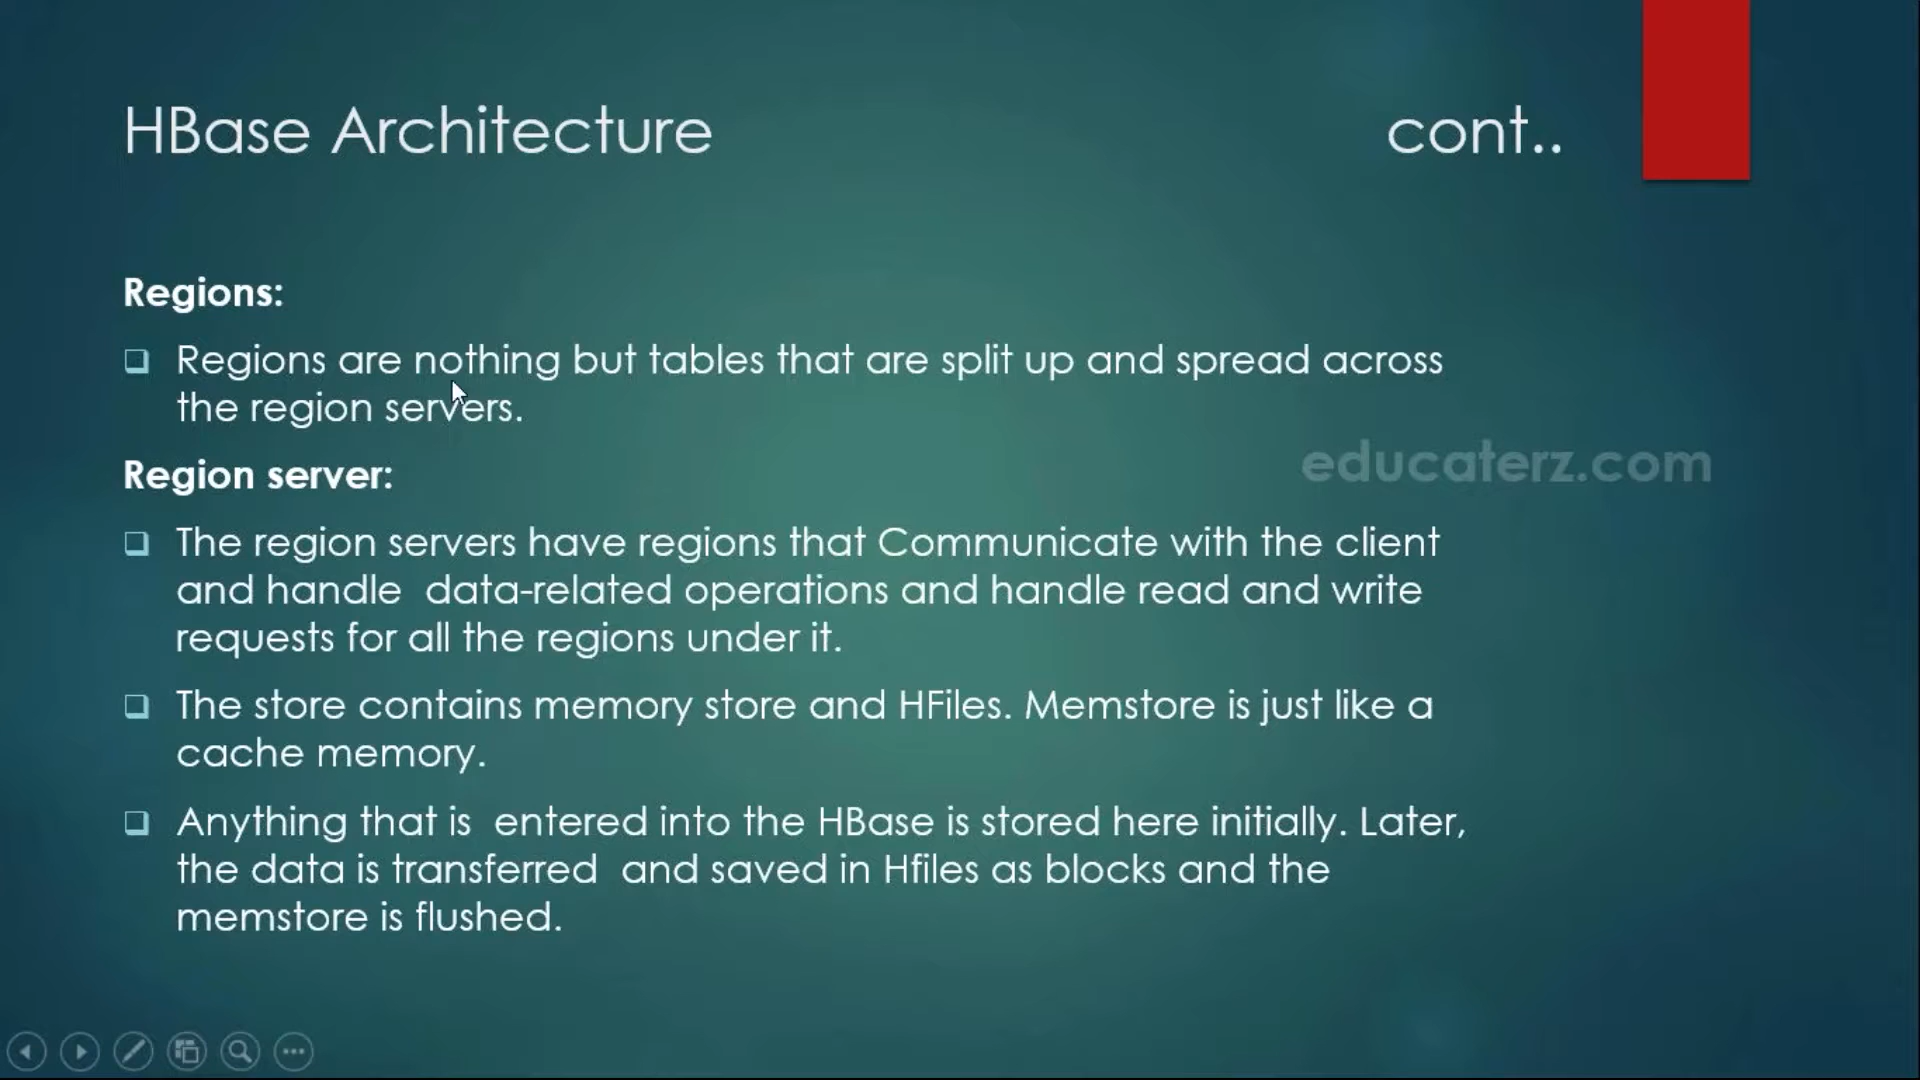 HBase Architecture cont..
Regions:
Regions are nothing but tables that are split up and spread across
the region servers.
educaterz.com
Region server:
The region servers have regions that Communicate with the client
and handle  data-related operations and handle read and write
requests for all the regions under it.
The store contains memory store and HFiles. Memstore is just like a
cache memory.
Anything that is  entered into the HBase is stored here initially. Later,
the data is transferred  and saved in Hfiles as blocks and the
memstore is flushed.